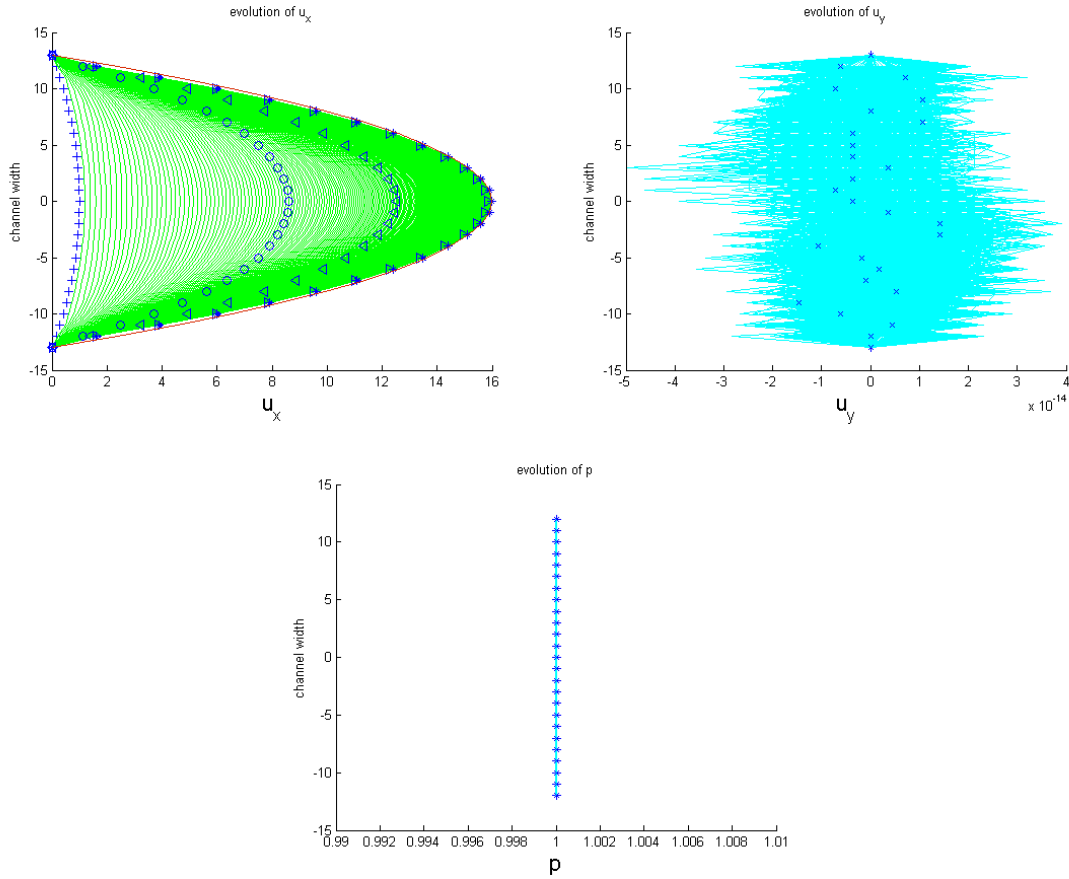 evolution of u_x
channel width
15
10
5
0
-5
-10
-15
0 2 4 6 8 10 12 14 16
u_x
evolution of u_y
channel width
15
10
5
0
-5
-10
-15
-5 -4 -3 -2 -1 0 1 2 3 4
x 10^-14
u_y
evolution of p
channel width
15
10
5
0
-5
-10
-15
0.99 0.992 0.994 0.996 0.998 1 1.002 1.004 1.006 1.008 1.01
p